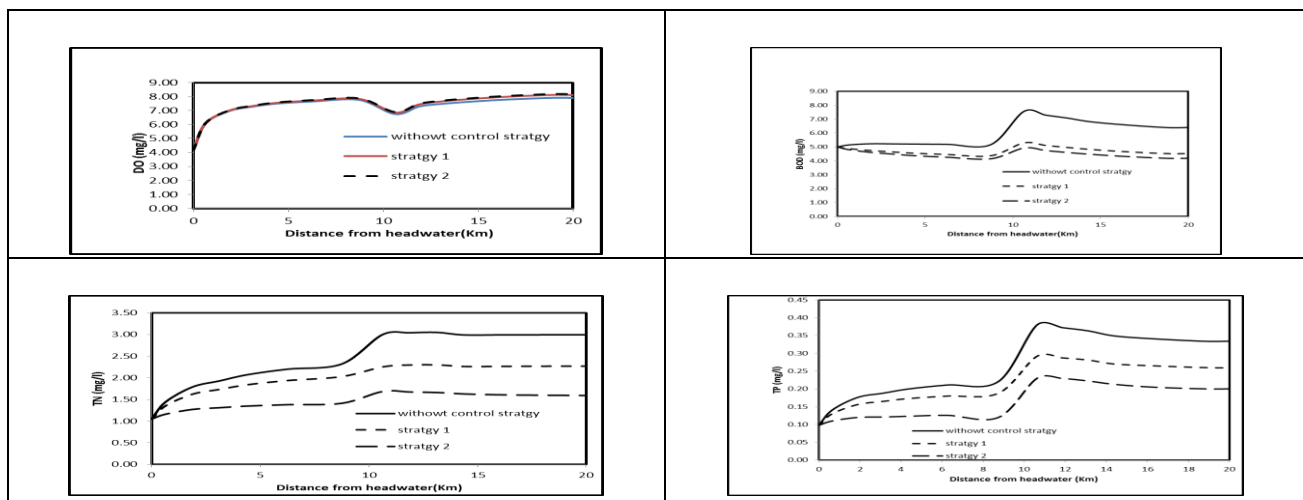 DO (mg/l)
9.00
8.00
7.00
6.00
5.00
4.00
3.00
2.00
1.00
0.00
withowt control stratgy
stratgy 1
stratgy 2
0 5 10 15 20
Distance from headwater(Km)
BOD (mg/l)
9.00
8.00
7.00
6.00
5.00
4.00
3.00
2.00
1.00
0.00
withowt control stratgy
stratgy 1
stratgy 2
0 5 10 15 20
Distance from headwater(Km)
TN (mg/l)
3.50
3.00
2.50
2.00
1.50
1.00
0.50
0.00
withowt control stratgy
stratgy 1
stratgy 2
0 5 10 15 20
Distance from headwater(Km)
TP (mg/l)
0.45
0.40
0.35
0.30
0.25
0.20
0.15
0.10
0.05
0.00
withowt control stratgy
stratgy 1
stratgy 2
0 2 4 6 8 10 12 14 16 18 20
Distance from headwater (Km)